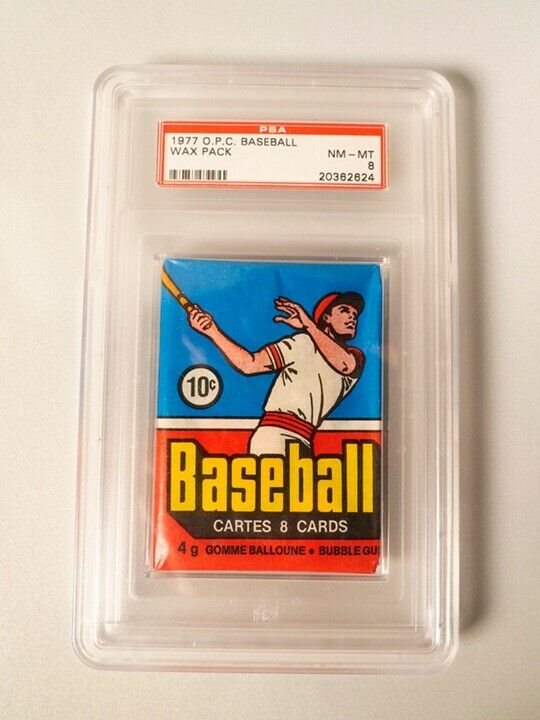 PSA
1977 O.P.C. BASEBALL
WAX PACK
NM-MT
8
20362624
10¢
Baseball
CARTES 8 CARDS
4 g GOMME BALLOUNE • BUBBLE GU